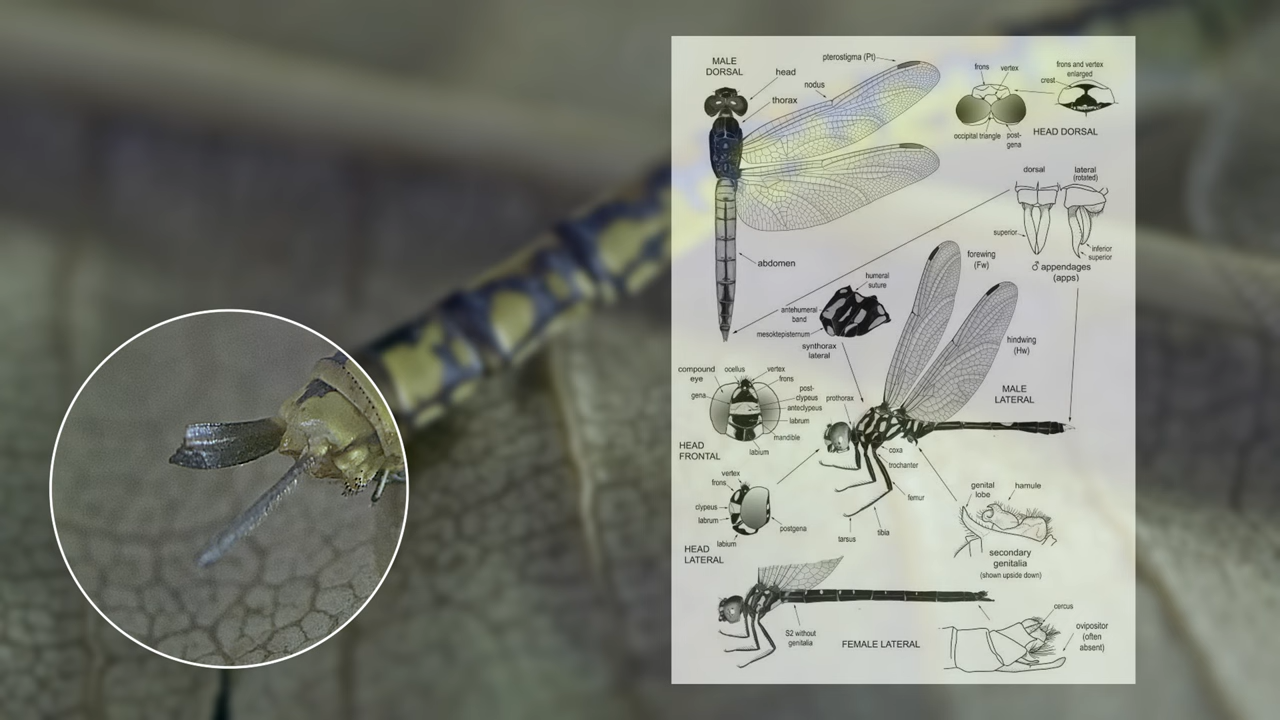 MALE
DORSAL
head
thorax
pterostigma (Pt)
nodus
abdomen
frons
vertex
frons and vertex
enlarged
crest
occipital triangle
post-
gena
HEAD DORSAL
dorsal
lateral
(rotated)
superior
inferior
superior
♂ appendages
(apps)
forewing
(Fw)
humeral
suture
antehumeral
band
mesokatepisternum
synthorax
lateral
hindwing
(Hw)
MALE
LATERAL
compound
eye
ocellus
vertex
frons
gena
post-
clypeus
anteclypeus
labrum
mandible
labium
HEAD
FRONTAL
prothorax
coxa
trochanter
femur
tibia
tarsus
vertex
frons
clypeus
labrum
labium
postgena
HEAD
LATERAL
genital
lobe
hamule
secondary
genitalia
(shown upside down)
S2 without
genitalia
FEMALE LATERAL
cercus
ovipositor
(often
absent)